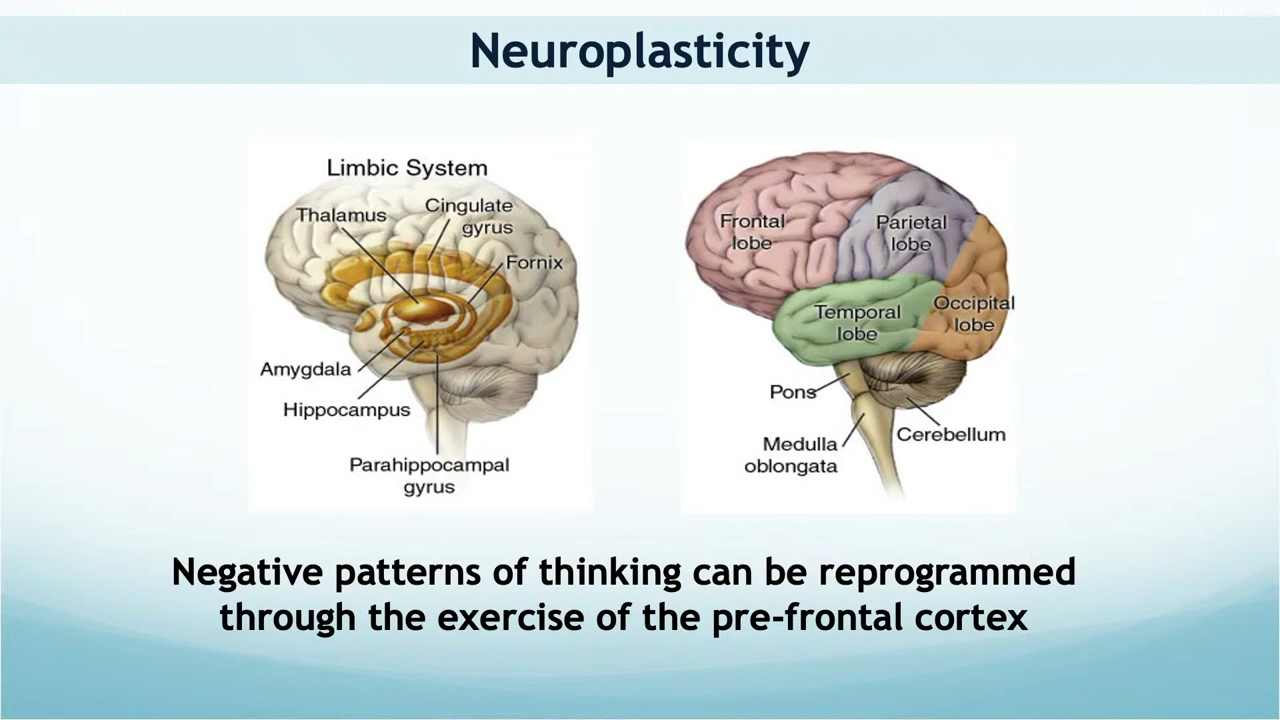 Neuroplasticity
Limbic System
Thalamus
Cingulate
gyrus
Fornix
Amygdala
Hippocampus
Parahippocampal
gyrus
Frontal
lobe
Parietal
lobe
Temporal
lobe
Occipital
lobe
Pons
Medulla
oblongata
Cerebellum
Negative patterns of thinking can be reprogrammed
through the exercise of the pre-frontal cortex